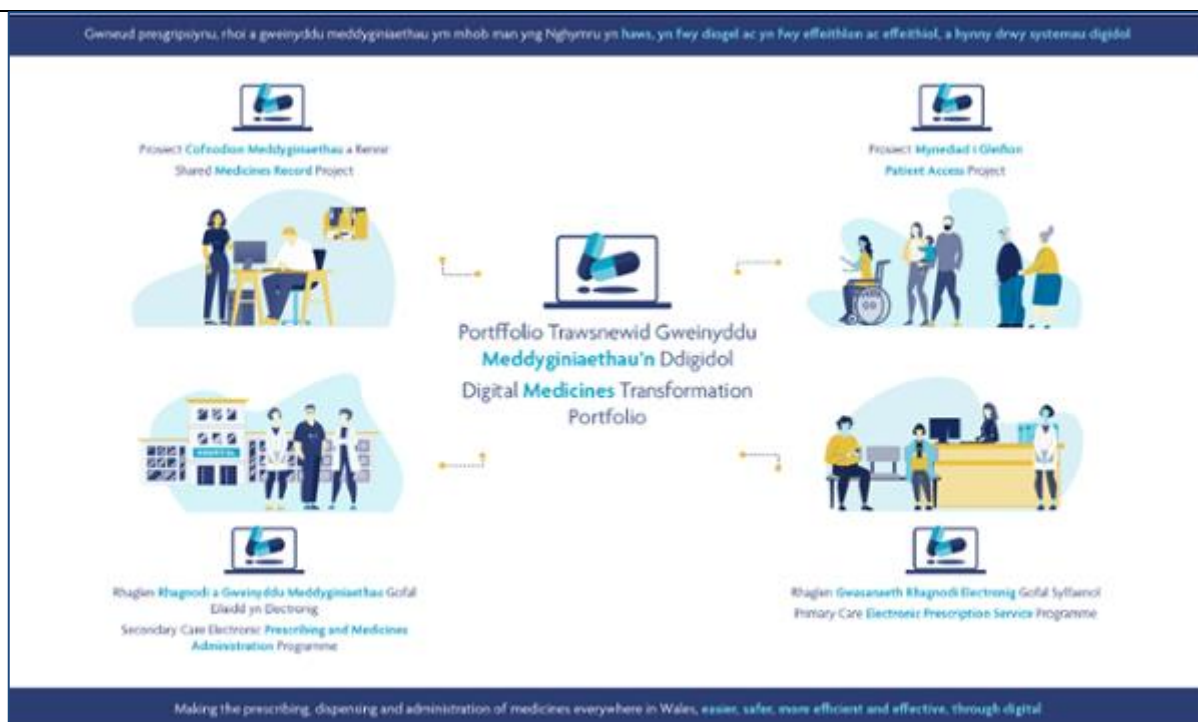 Gwneud presgripsiynu, rhoi a gweinyddu meddyginiaethau ym mhob man yng Nghymru yn haws, yn fwy diogel ac yn fwy effeithlon ac effeithiol, a hynny drwy systemau digidol
Prosiect Cofnodion Meddyginiaethau a Rennir
Shared Medicines Record Project
Prosiect Mynediad i Gleifion
Patient Access Project
Portffolio Trawsnewid Gweinyddu
Meddyginiaethau'n Ddigidol
Digital Medicines Transformation
Portfolio
HOSPITAL
Rhaglen Rhagnodi a Gweinyddu Meddyginiaethau Gofal
Eilaidd yn Electronig
Secondary Care Electronic Prescribing and Medicines
Administration Programme
Rhaglen Gwasanaeth Rhagnodi Electronig Gofal Sylfaenol
Primary Care Electronic Prescription Service Programme
Making the prescribing, dispensing and administration of medicines everywhere in Wales, easier, safer, more efficient and effective, through digital